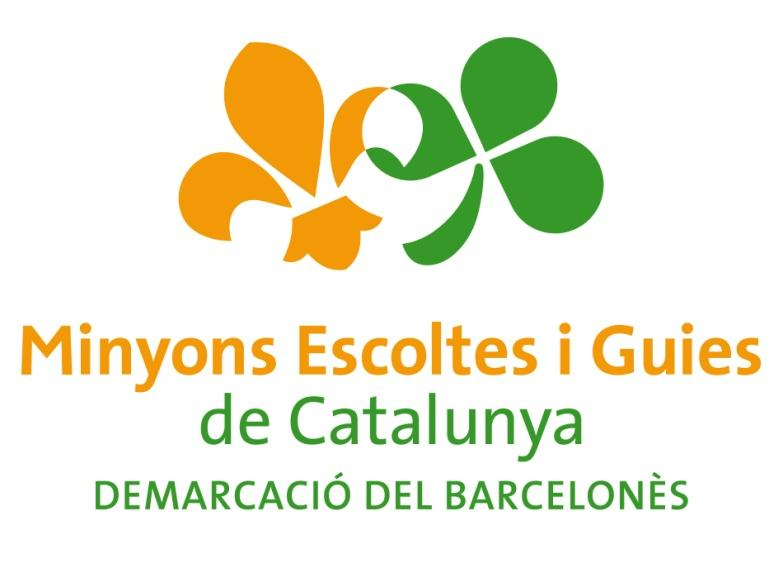 Minyons Escoltes i Guies
de Catalunya
DEMARCACIÓ DEL BARCELONÈS